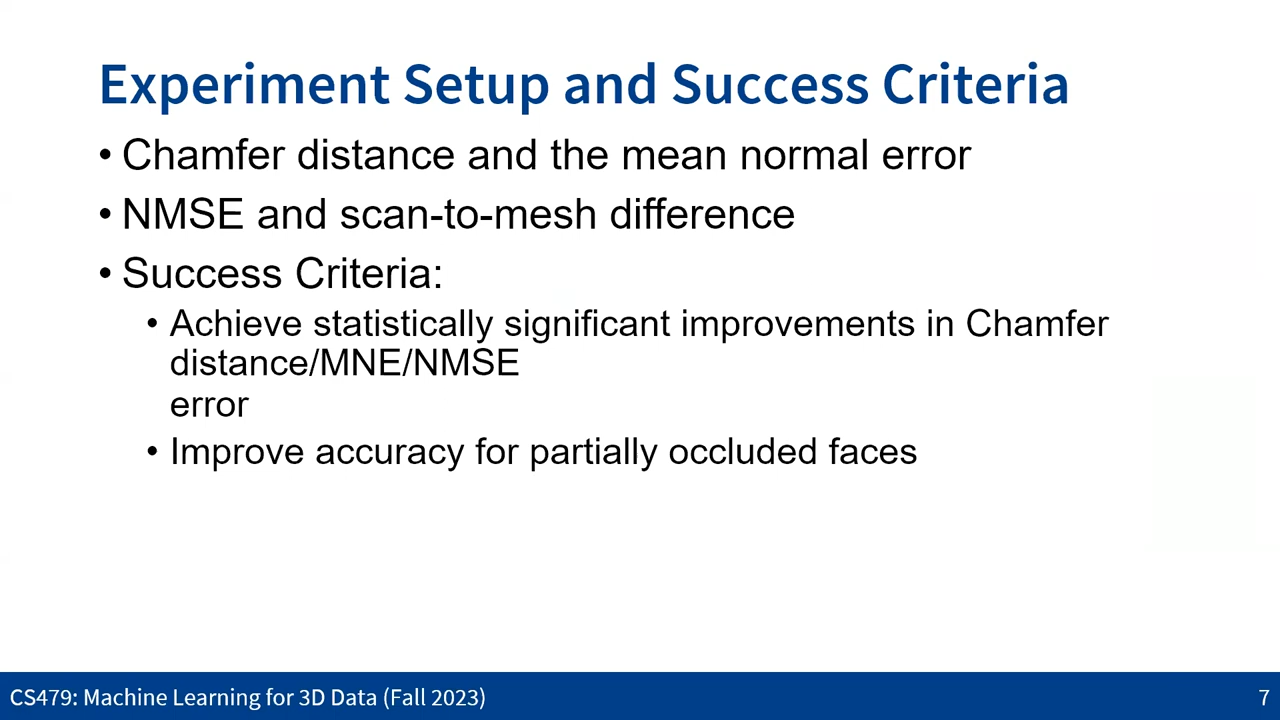 Experiment Setup and Success Criteria
• Chamfer distance and the mean normal error
• NMSE and scan-to-mesh difference
• Success Criteria:
• Achieve statistically significant improvements in Chamfer
distance/MNE/NMSE
error
• Improve accuracy for partially occluded faces
CS479: Machine Learning for 3D Data (Fall 2023)
7